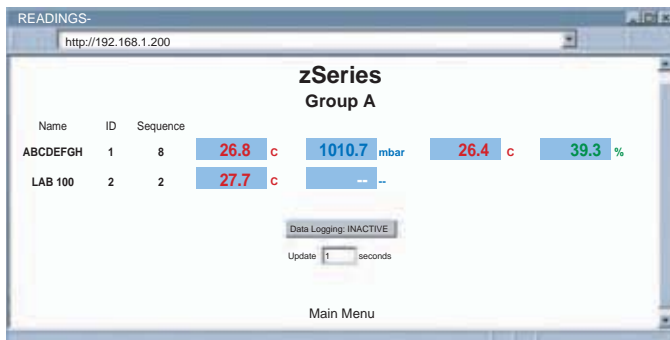 READINGS-
http://192.168.1.200
zSeries
Group A
Name ID Sequence
ABCDEFGH 1 8 26.8 C 1010.7 mbar 26.4 C 39.3 %
LAB 100 2 2 27.7 C -- --
Data Logging: INACTIVE
Update 1 seconds
Main Menu